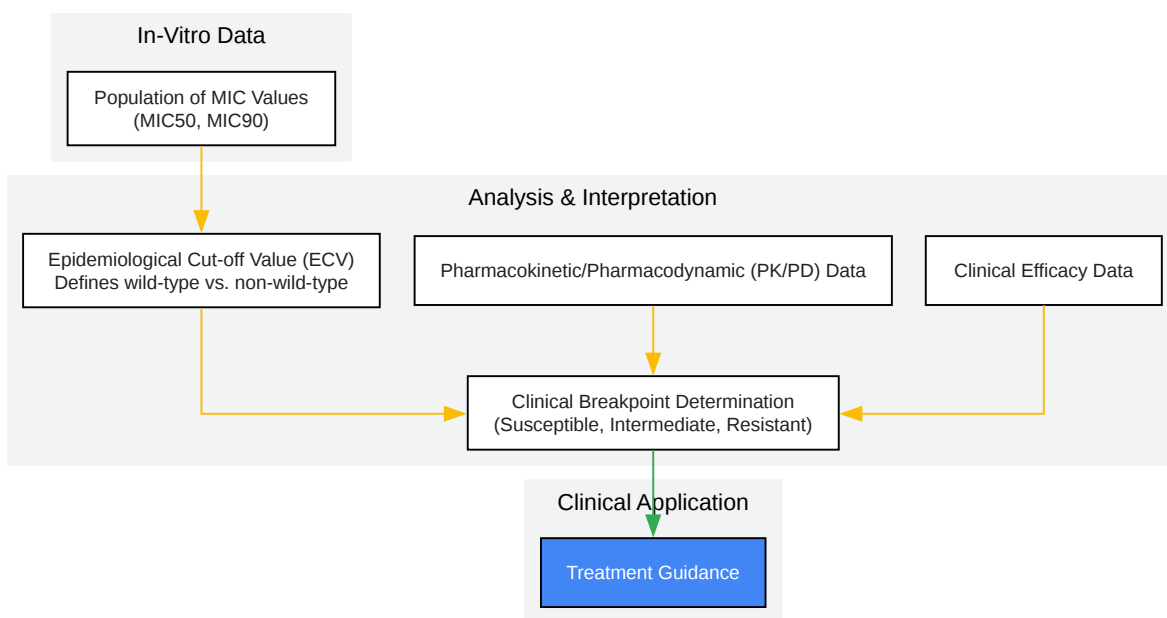 In-Vitro Data
Population of MIC Values
(MIC50, MIC90)
Analysis & Interpretation
Epidemiological Cut-off Value (ECV)
Defines wild-type vs. non-wild-type
Pharmacokinetic/Pharmacodynamic (PK/PD) Data
Clinical Efficacy Data
Clinical Breakpoint Determination
(Susceptible, Intermediate, Resistant)
Clinical Application
Treatment Guidance